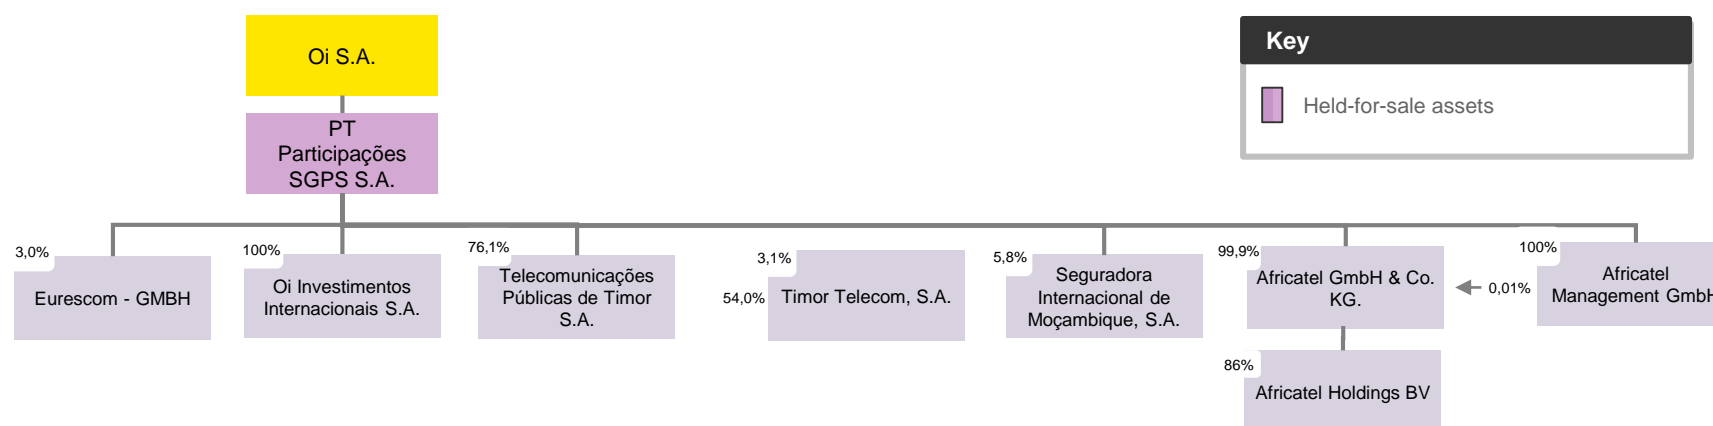 Oi S.A.
Key
Held-for-sale assets
PT
Participações
SGPS S.A.
3,0%
Eurescom - GMBH
100%
Oi Investimentos
Internacionais S.A.
76,1%
Telecomunicações
Públicas de Timor
S.A.
3,1%
54,0%
Timor Telecom, S.A.
5,8%
Seguradora
Internacional de
Moçambique, S.A.
99,9%
Africatel GmbH & Co.
KG.
0,01%
100%
Africatel
Management GmbH
86%
Africatel Holdings BV